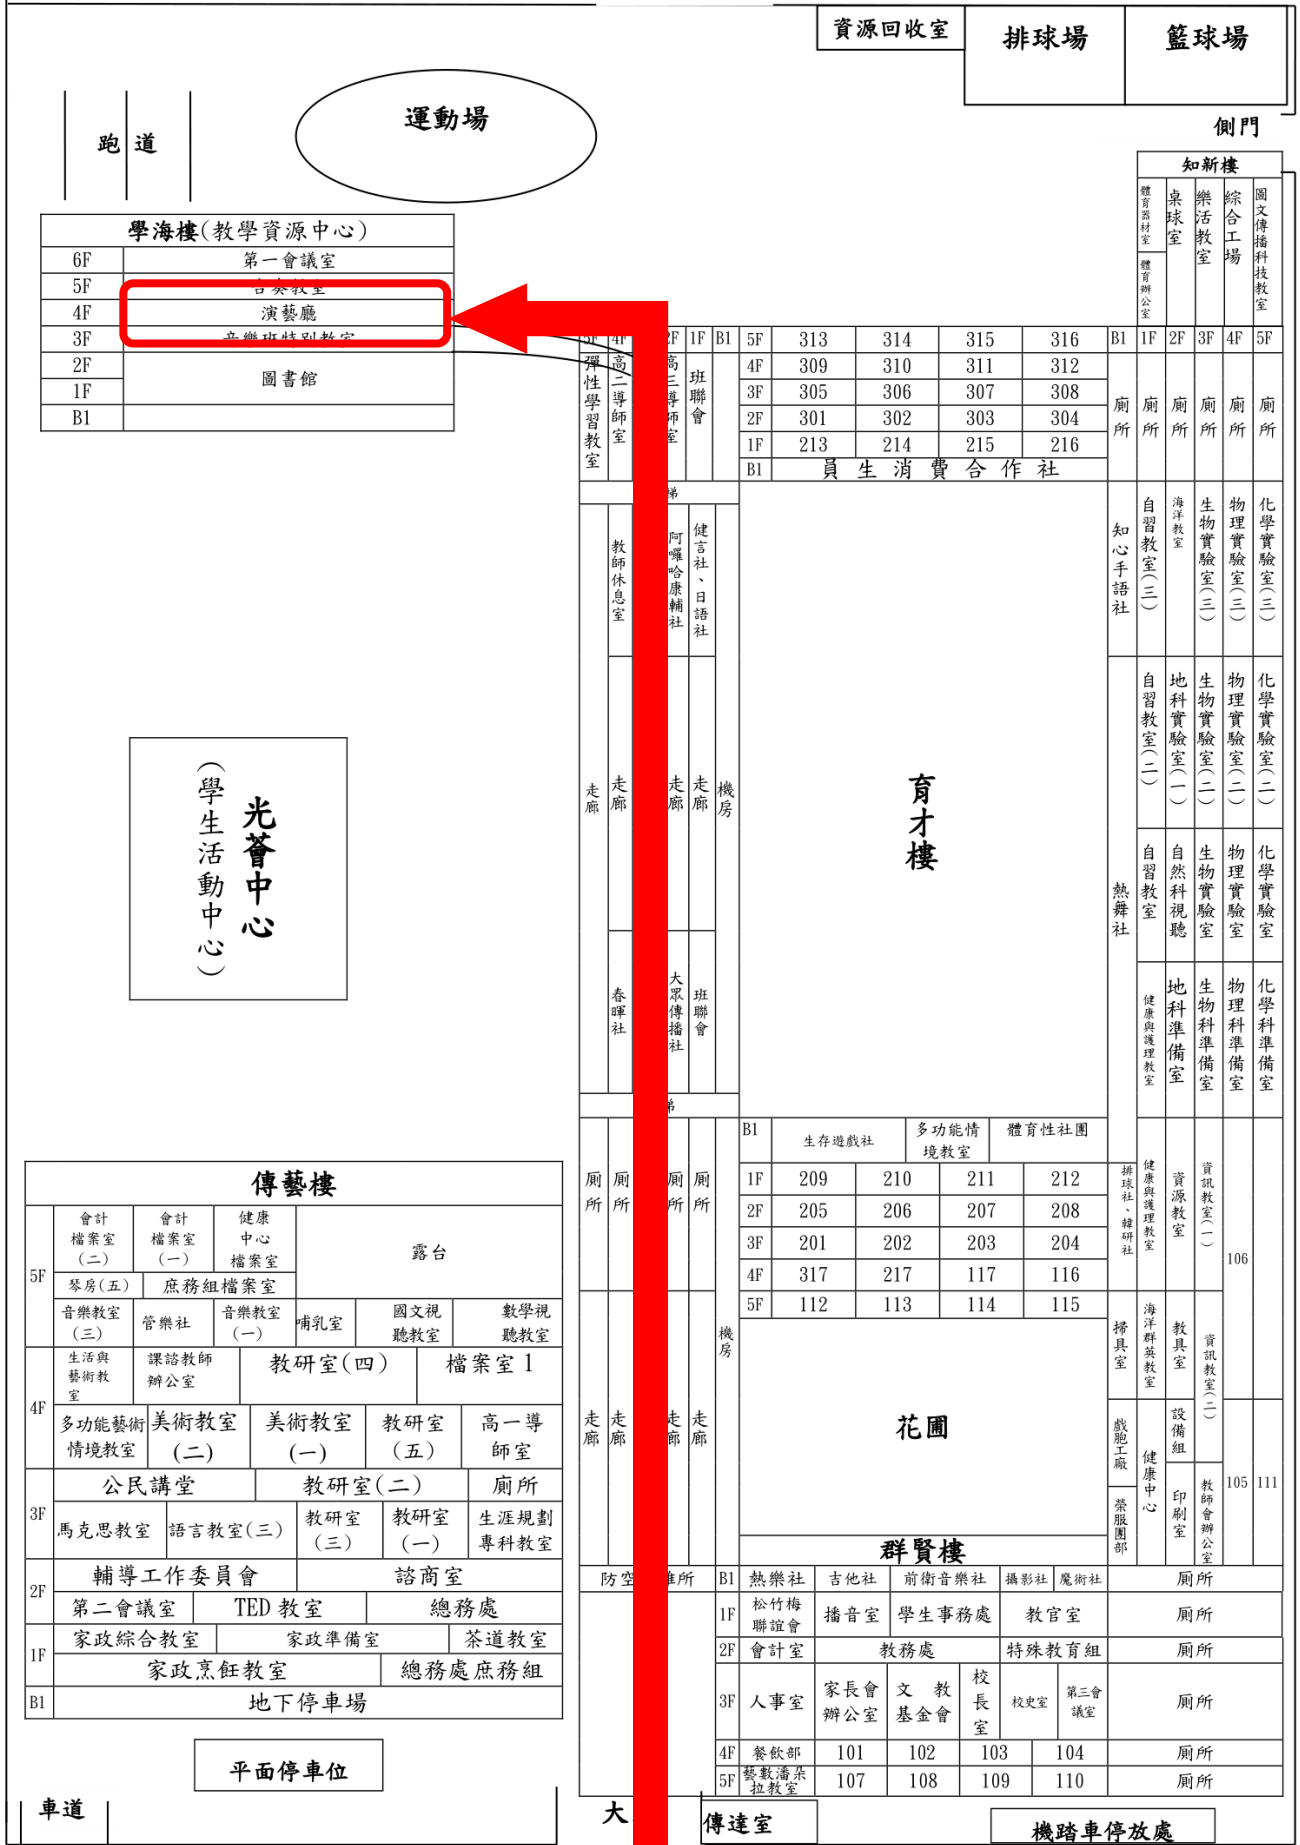 資源回收室
排球場
籃球場
側門
運動場
跑道
學海樓(教學資源中心)
6F 第一會議室
5F 合奏教室
4F 演藝廳
3F 音樂班特別教室
2F
1F
圖書館
B1
知新樓
體育器材室
體育辦公室
桌球室
樂活教室
綜合工場
圖文傳播科技教室
5F 4F 2F 1F B1
5F 313 314 315 316
4F 309 310 311 312
3F 305 306 307 308
2F 301 302 303 304
1F 213 214 215 216
B1 員生消費合作社
B1 1F 2F 3F 4F 5F
彈性學習教室
高二導師室
高三導師室
班聯會
廁所 廁所 廁所 廁所 廁所 廁所
梯
教師休息室
阿囉哈康輔社
健言社、日語社
知心手語社
自習教室(三)
海洋教室
生物實驗室(三)
物理實驗室(三)
化學實驗室(三)
走廊 走廊 走廊 走廊
機房
育才樓
自習教室(二)
地科實驗室(一)
生物實驗室(二)
物理實驗室(二)
化學實驗室(二)
熱舞社
自習教室
自然科視聽
生物實驗室
物理實驗室
化學實驗室
春暉社
大眾傳播社
班聯會
健康與護理教室
地科準備室
生物科準備室
物理科準備室
化學科準備室
光薈中心
(學生活動中心)
梯
廁所 廁所 廁所 廁所
B1 生存遊戲社 多功能情境教室 體育性社團
1F 209 210 211 212
2F 205 206 207 208
3F 201 202 203 204
4F 317 217 117 116
5F 112 113 114 115
排球社、韓研社
健康與護理教室
資源教室
資訊教室(一)
106
機房
走廊 走廊 走廊 走廊
花圃
掃具室
海洋群英教室
教具室
資訊教室(二)
戲胞工廠
榮服團部
健康中心
設備組
印刷室
教師會辦公室
105
111
群賢樓
防空 難所
B1 熱樂社 吉他社 前衛音樂社 攝影社 魔術社 廁所
1F 松竹梅聯誼會 播音室 學生事務處 教官室 廁所
2F 會計室 教務處 特殊教育組 廁所
3F 人事室 家長會辦公室 文教基金會 校長室 校史室 第三會議室 廁所
4F 餐飲部 101 102 103 104 廁所
5F 藝數潘朵拉教室 107 108 109 110 廁所
傳藝樓
5F
會計檔案室(二) 會計檔案室(一) 健康中心檔案室 露台
琴房(五) 庶務組檔案室
音樂教室(三) 管樂社 音樂教室(一) 哺乳室 國文視聽教室 數學視聽教室
4F
生活與藝術教室 課諮教師辦公室 教研室(四) 檔案室1
多功能藝術情境教室 美術教室(二) 美術教室(一) 教研室(五) 高一導師室
3F
公民講堂 教研室(二) 廁所
馬克思教室 語言教室(三) 教研室(三) 教研室(一) 生涯規劃專科教室
2F
輔導工作委員會 諮商室
第二會議室 TED教室 總務處
1F
家政綜合教室 家政準備室 茶道教室
家政烹飪教室 總務處庶務組
B1 地下停車場
平面停車位
車道
大
傳達室
機踏車停放處